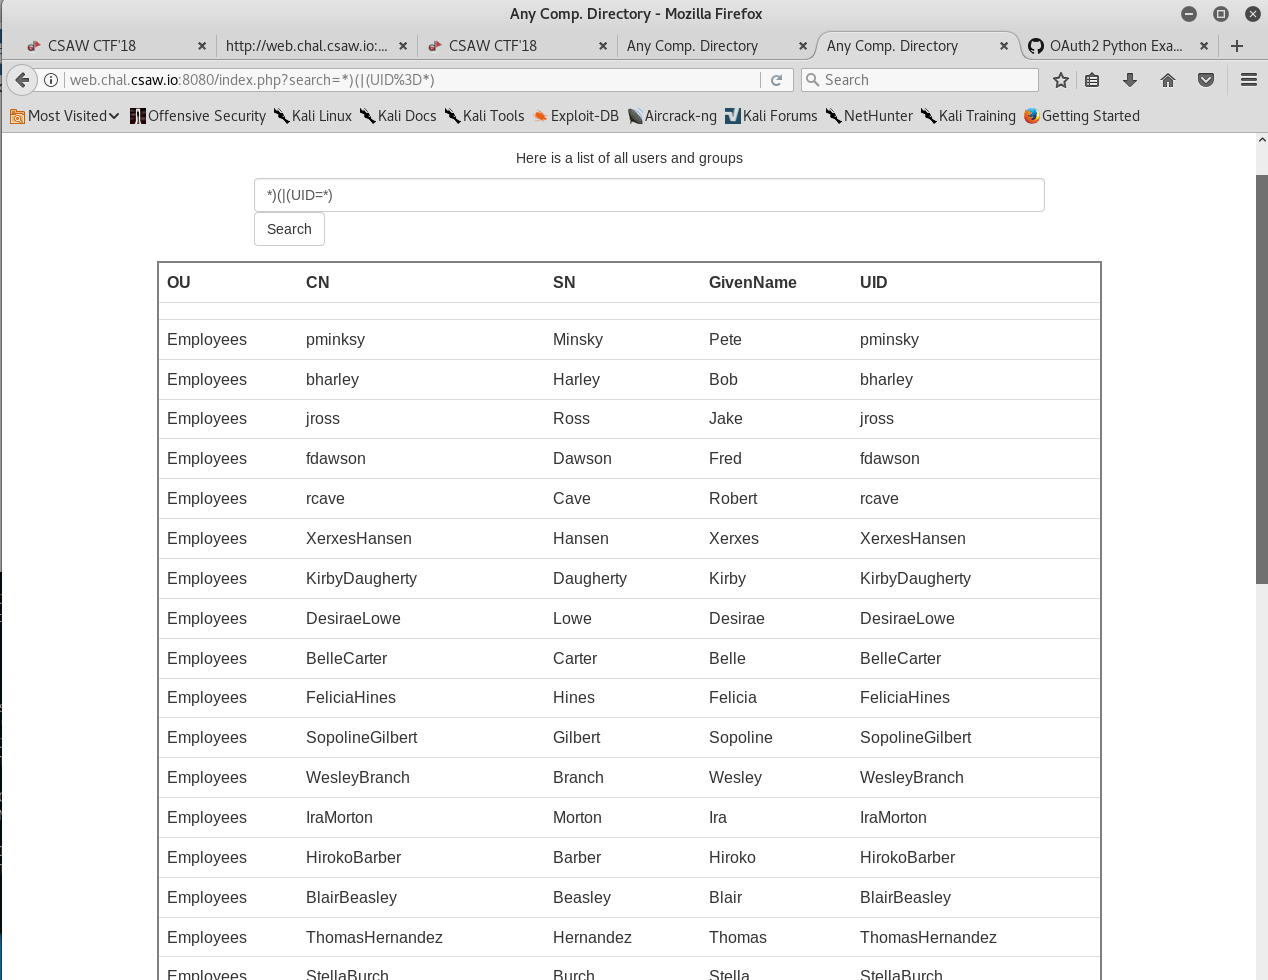 Any Comp. Directory - Mozilla Firefox
CSAW CTF'18 http://web.chal.csaw.io:... CSAW CTF'18 Any Comp. Directory Any Comp. Directory OAuth2 Python Exa...
web.chal.csaw.io:8080/index.php?search=*)(|(UID%3D*) Search
Most Visited Offensive Security Kali Linux Kali Docs Kali Tools Exploit-DB Aircrack-ng Kali Forums NetHunter Kali Training Getting Started
Here is a list of all users and groups
*)(|(UID=*)
Search
OU CN SN GivenName UID
Employees pminksy Minsky Pete pminsky
Employees bharley Harley Bob bharley
Employees jross Ross Jake jross
Employees fdawson Dawson Fred fdawson
Employees rcave Cave Robert rcave
Employees XerxesHansen Hansen Xerxes XerxesHansen
Employees KirbyDaugherty Daugherty Kirby KirbyDaugherty
Employees DesiraeLowe Lowe Desirae DesiraeLowe
Employees BelleCarter Carter Belle BelleCarter
Employees FeliciaHines Hines Felicia FeliciaHines
Employees SopolineGilbert Gilbert Sopoline SopolineGilbert
Employees WesleyBranch Branch Wesley WesleyBranch
Employees IraMorton Morton Ira IraMorton
Employees HirokoBarber Barber Hiroko HirokoBarber
Employees BlairBeasley Beasley Blair BlairBeasley
Employees ThomasHernandez Hernandez Thomas ThomasHernandez
Employees StellaBurch Burch Stella StellaBurch